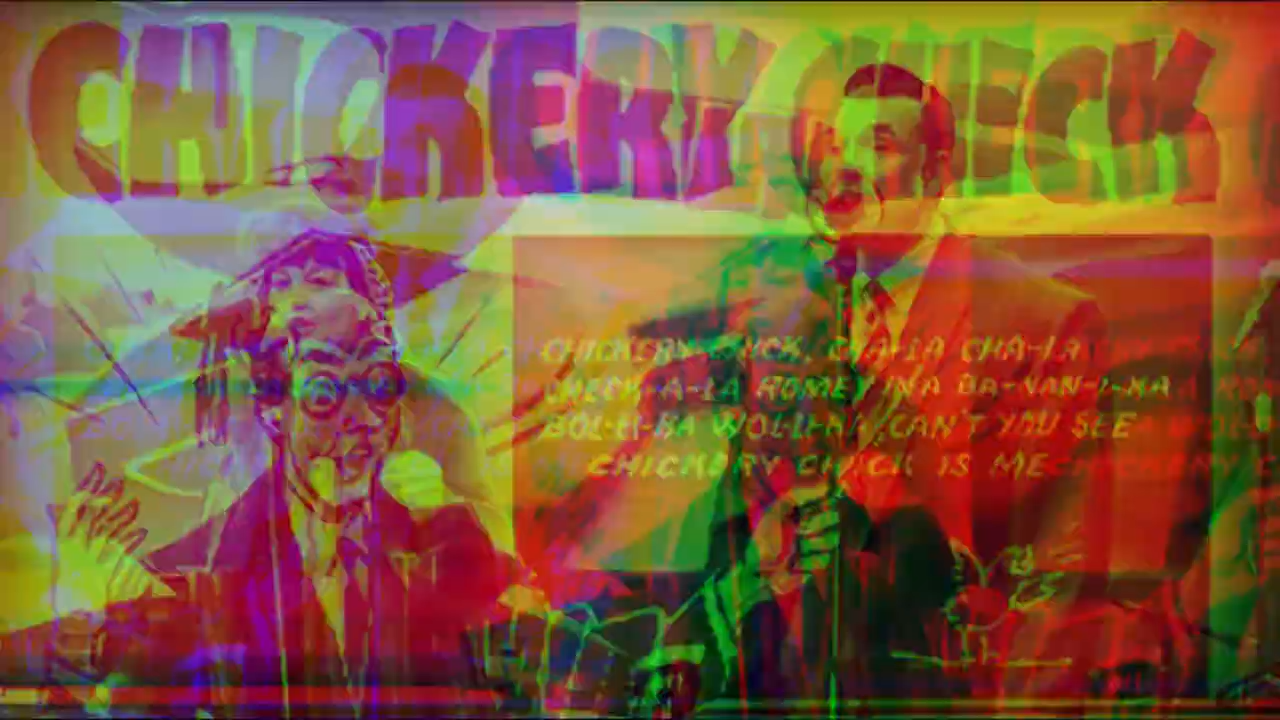 CHICKERY CHICK
CHICKERY CHICK, CHA-LA CHA-LA
CHECK-A-LA ROMEY IN A BA-NAN-I-KA
BOL-LI-KA WOL-LI-KA, CAN'T YOU SEE
CHICKERY CHICK IS ME